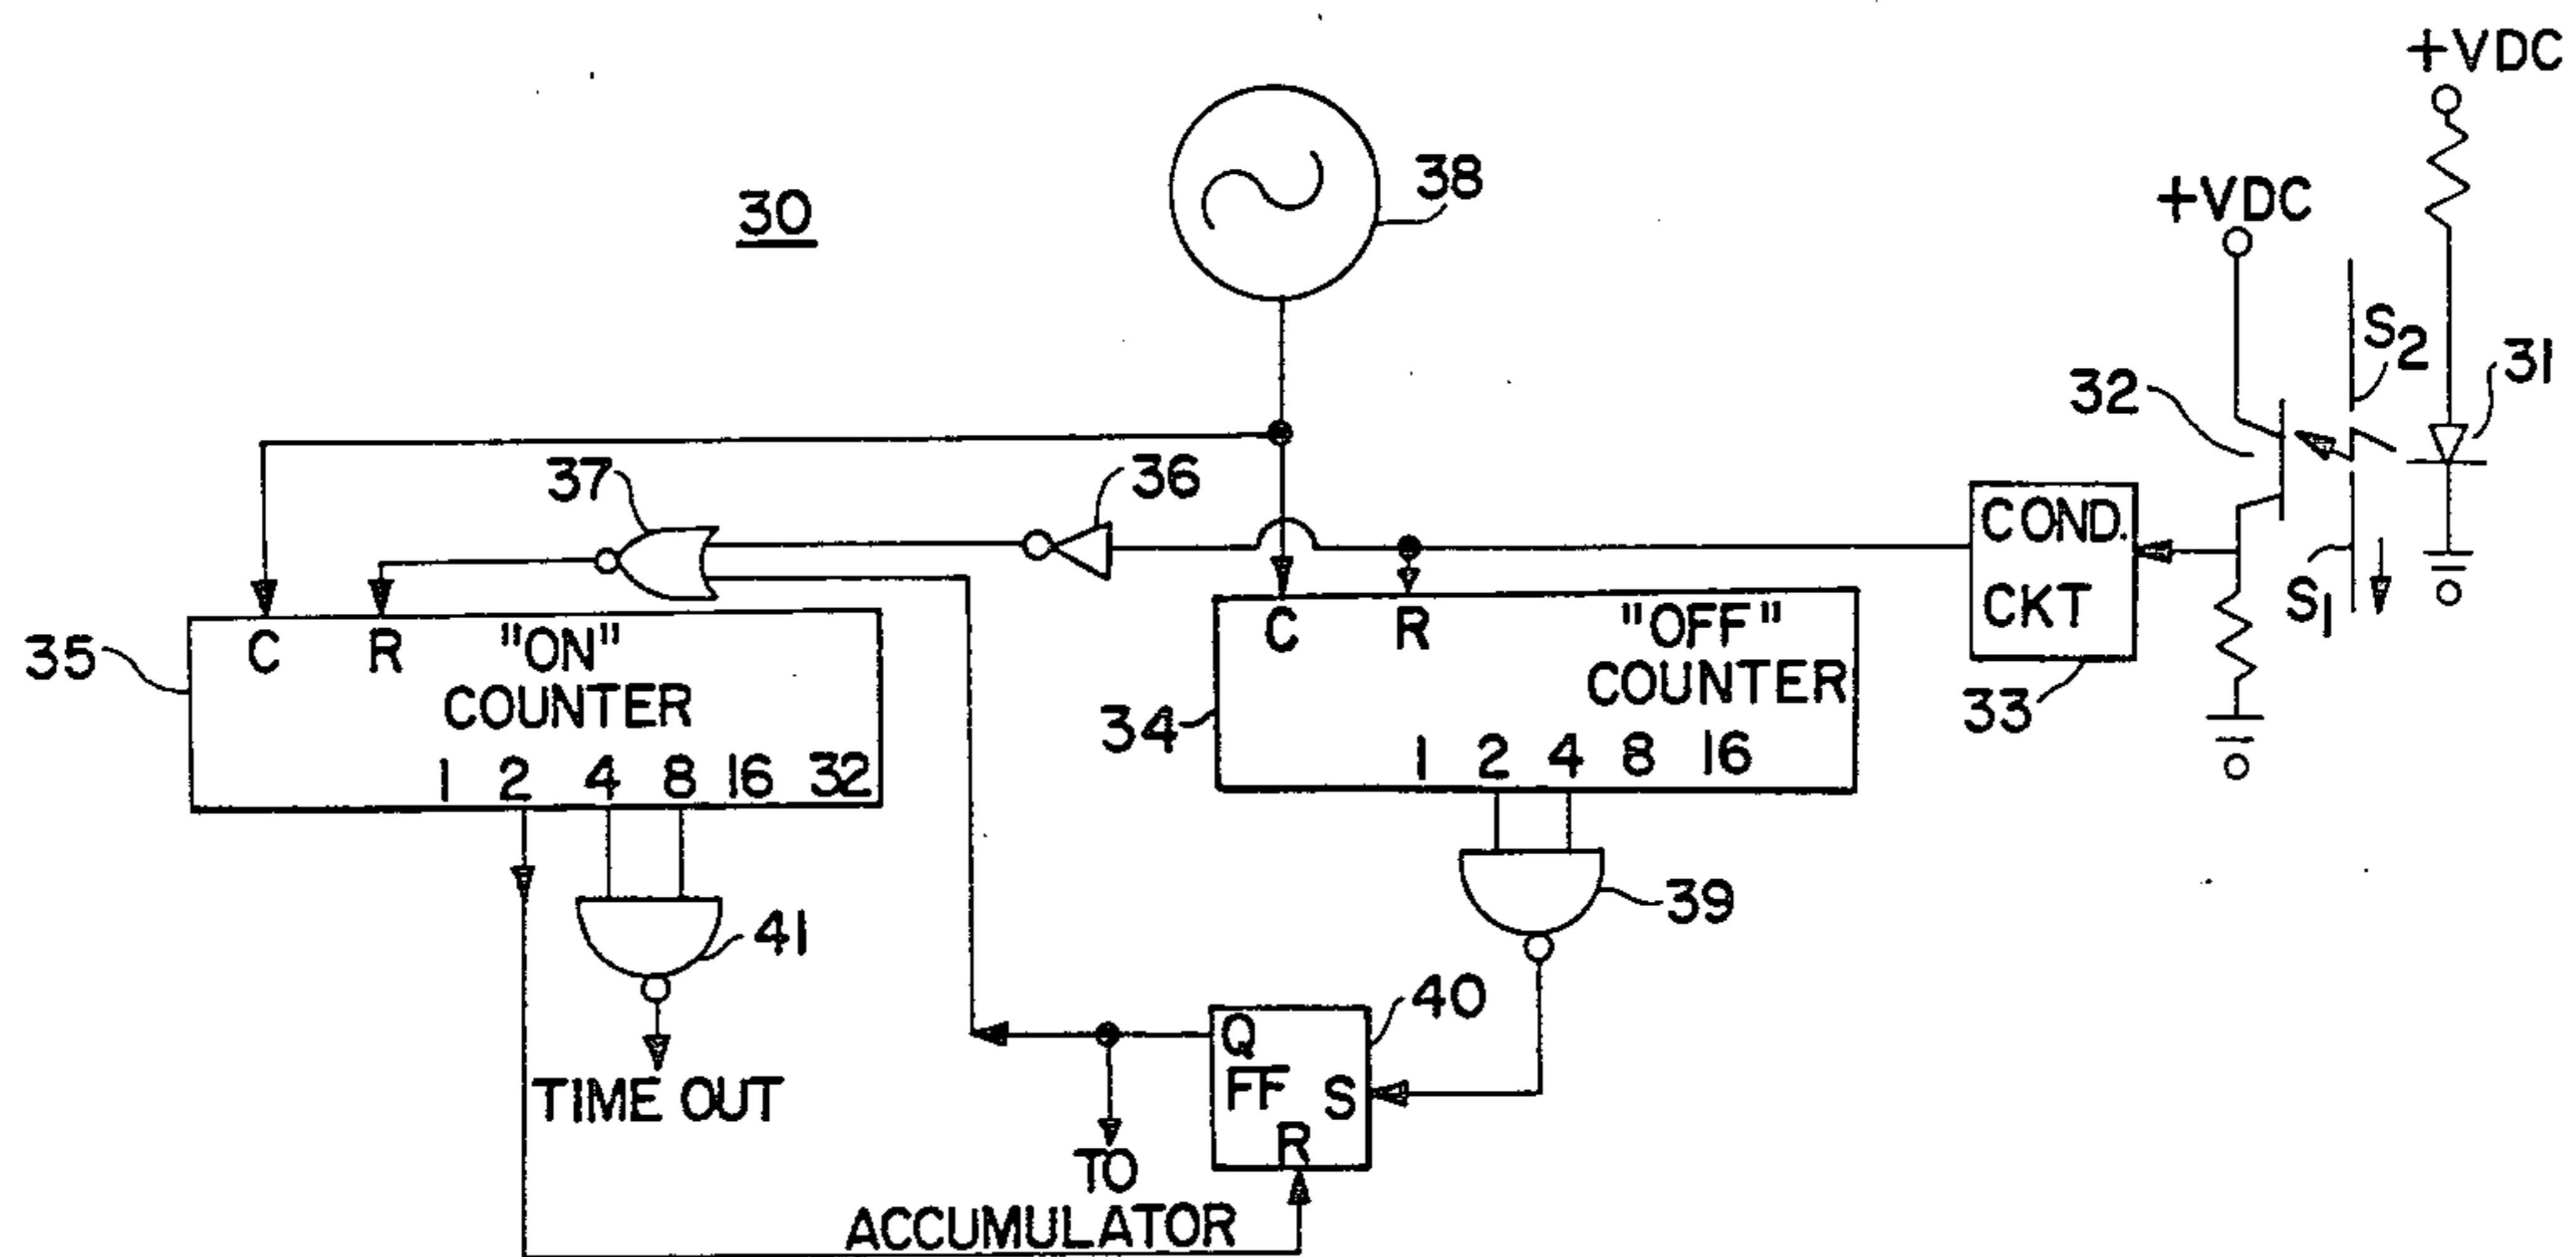 +VDC
30
38
+VDC
S2
31
32
37
36
COND.
CKT
S1
33
35
C R "ON"
COUNTER
1 2 4 8 16 32
34
C R "OFF"
COUNTER
1 2 4 8 16
39
41
TIME OUT
40
Q
FF S
R
TO
ACCUMULATOR